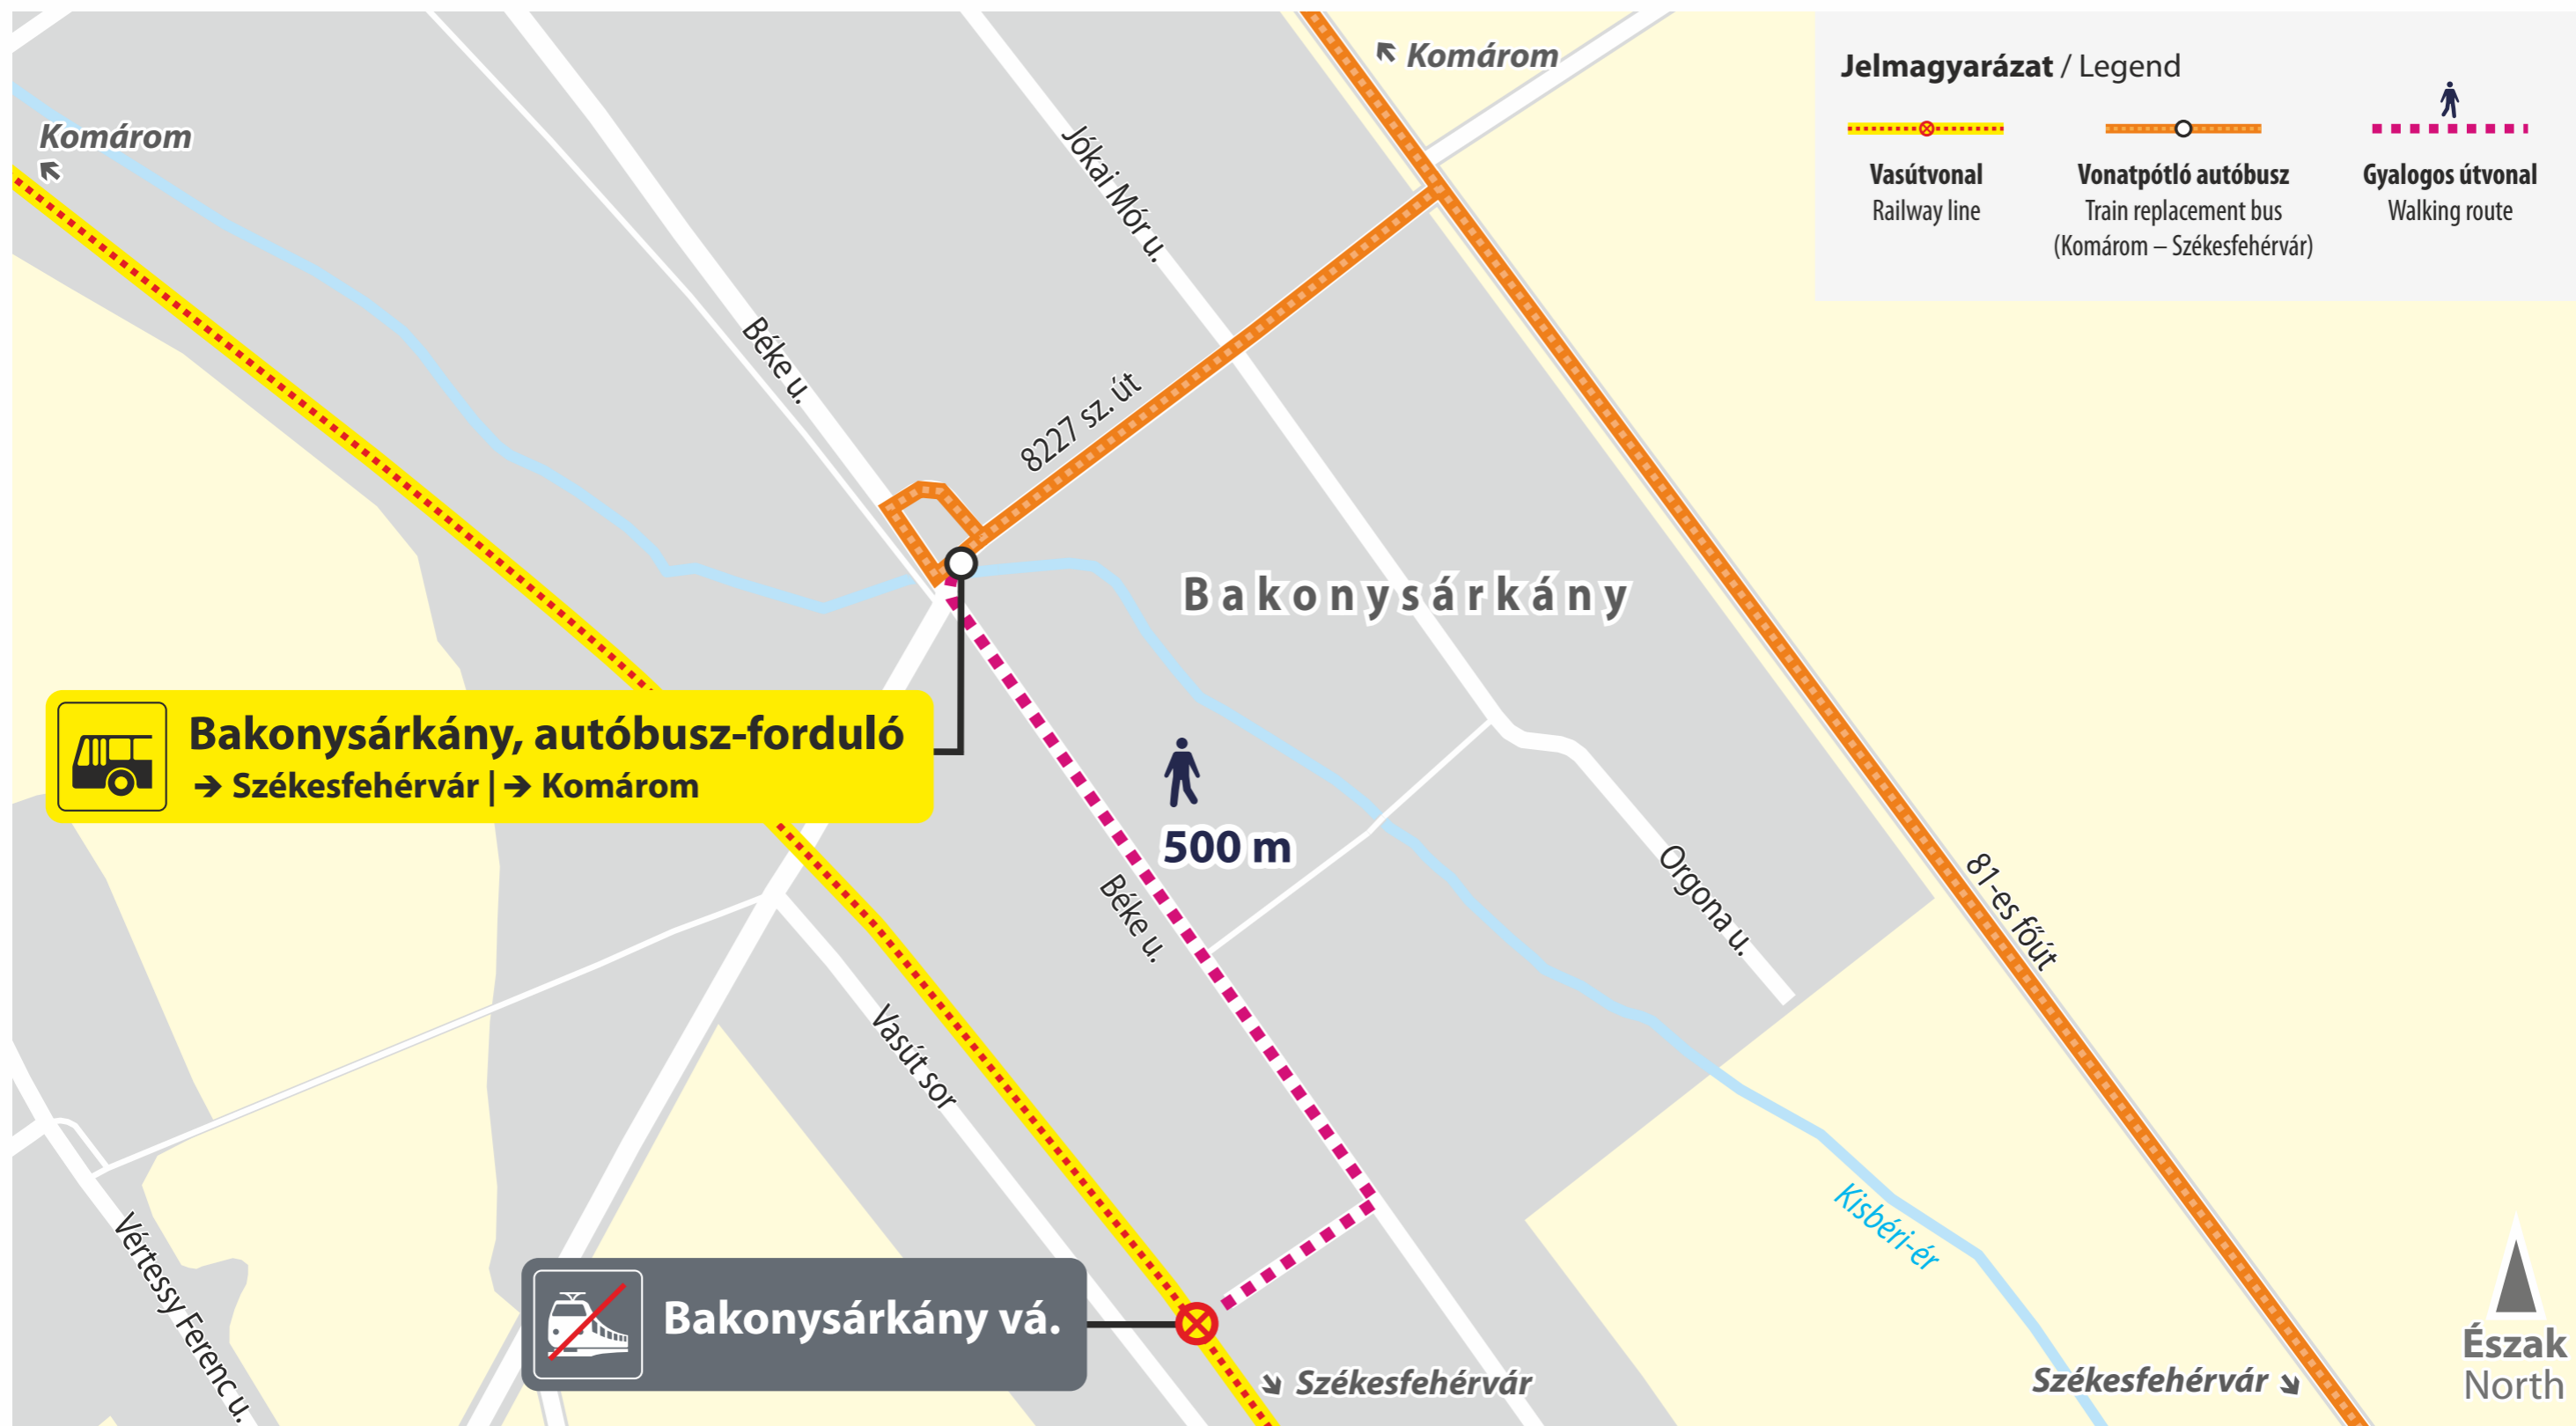 Komárom
Komárom
Jelmagyarázat / Legend
Vasútvonal
Railway line
Vonatpótló autóbusz
Train replacement bus
(Komárom – Székesfehérvár)
Gyalogos útvonal
Walking route
Jókai Mór u.
Béke u.
8227 sz. út
Bakonysárkány
Bakonysárkány, autóbusz-forduló
→ Székesfehérvár | → Komárom
500 m
Béke u.
Orgona u.
81-es főút
Vasút sor
Kisbéri-ér
Vértessy Ferenc u.
Bakonysárkány vá.
Székesfehérvár
Székesfehérvár
Észak
North